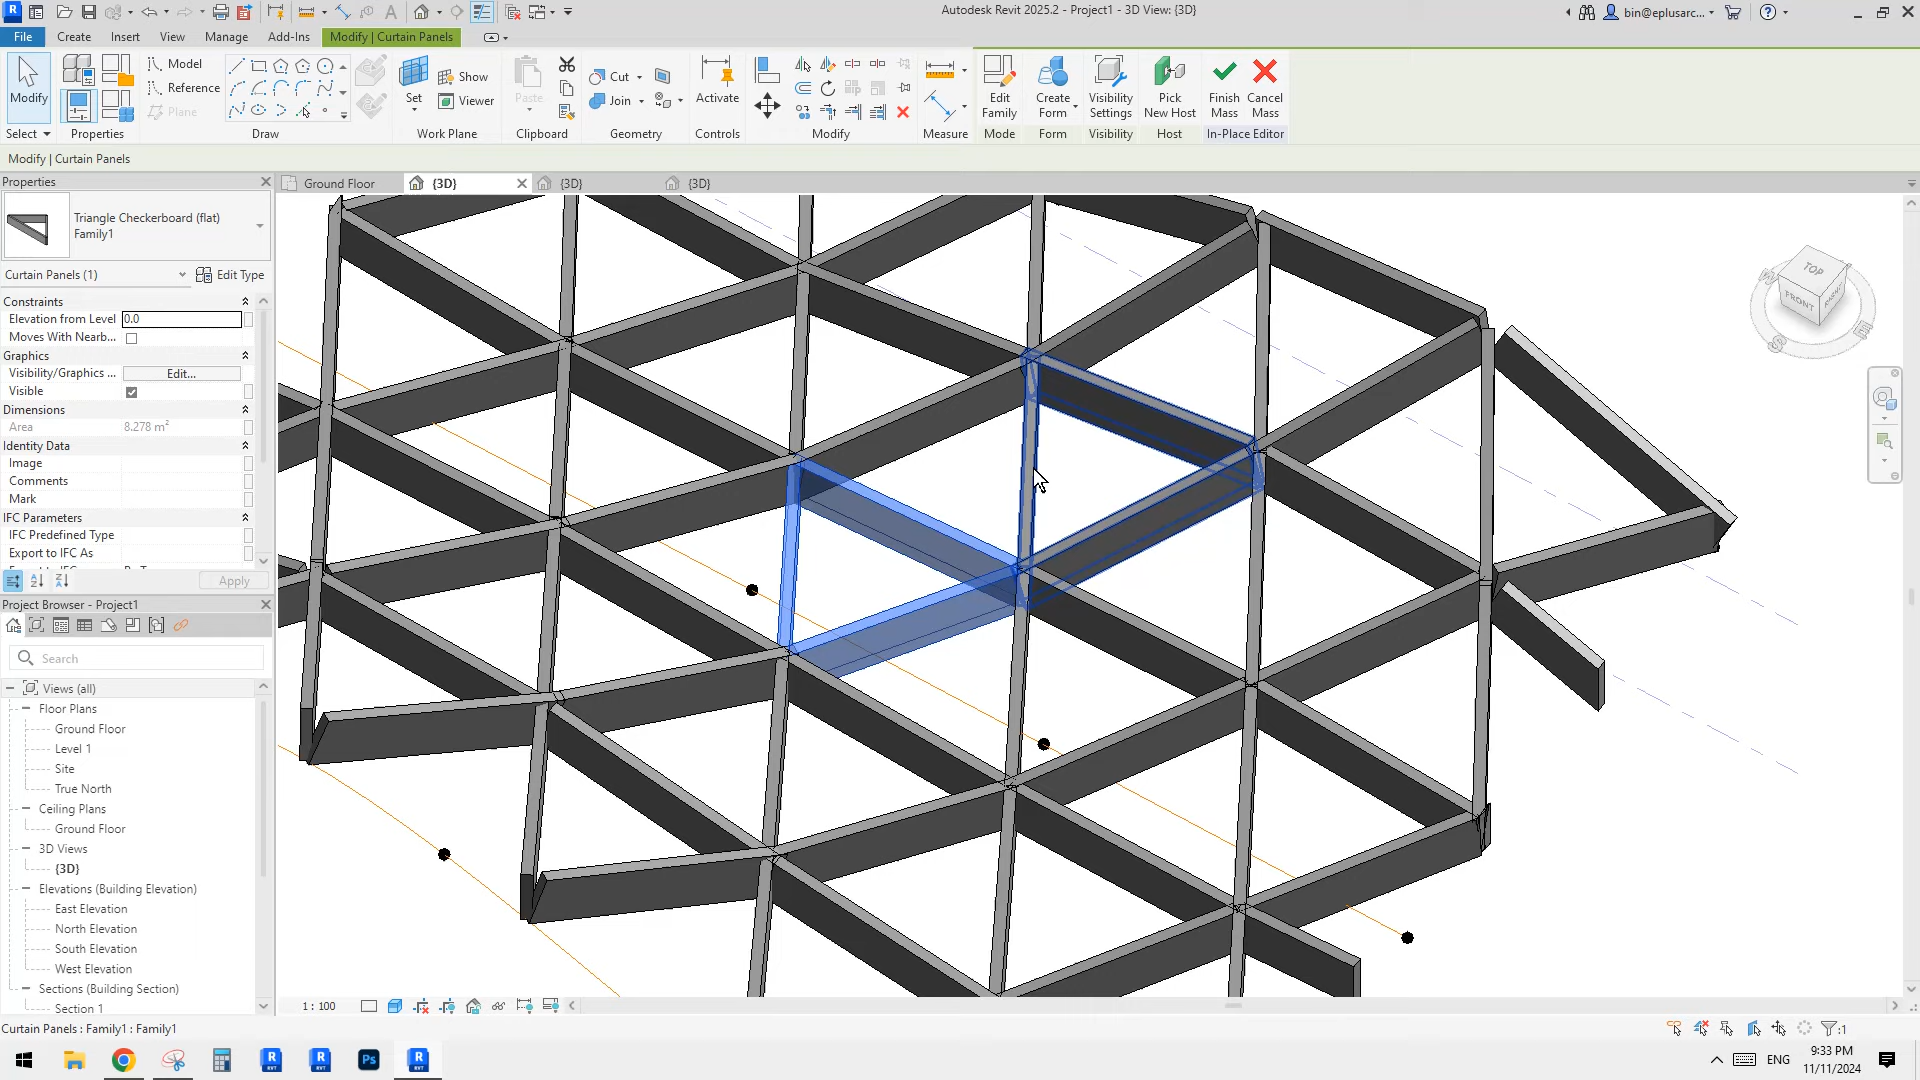 Autodesk Revit 2025.2 - Project1 - 3D View: {3D}
bin@eplusarc...
File
Create
Insert
View
Manage
Add-Ins
Modify | Curtain Panels
Modify
Select
Properties
Model
Reference
Plane
Draw
Set
Show
Viewer
Work Plane
Paste
Clipboard
Cut
Join
Geometry
Activate
Controls
Modify
Measure
Edit Family
Mode
Create Form
Form
Visibility Settings
Visibility
Pick New Host
Host
Finish Mass
Cancel Mass
In-Place Editor
Modify | Curtain Panels
Properties
Triangle Checkerboard (flat)
Family1
Curtain Panels (1)
Edit Type
Constraints
Elevation from Level 0.0
Moves With Nearb...
Graphics
Visibility/Graphics ... Edit...
Visible
Dimensions
Area 8.278 m²
Identity Data
Image
Comments
Mark
IFC Parameters
IFC Predefined Type
Export to IFC As
Apply
Project Browser - Project1
Search
Views (all)
Floor Plans
Ground Floor
Level 1
Site
True North
Ceiling Plans
Ground Floor
3D Views
{3D}
Elevations (Building Elevation)
East Elevation
North Elevation
South Elevation
West Elevation
Sections (Building Section)
Section 1
Ground Floor
{3D}
{3D}
{3D}
TOP
FRONT
W
S
E
1 : 100
Curtain Panels : Family1 : Family1
:1
ENG
9:33 PM
11/11/2024